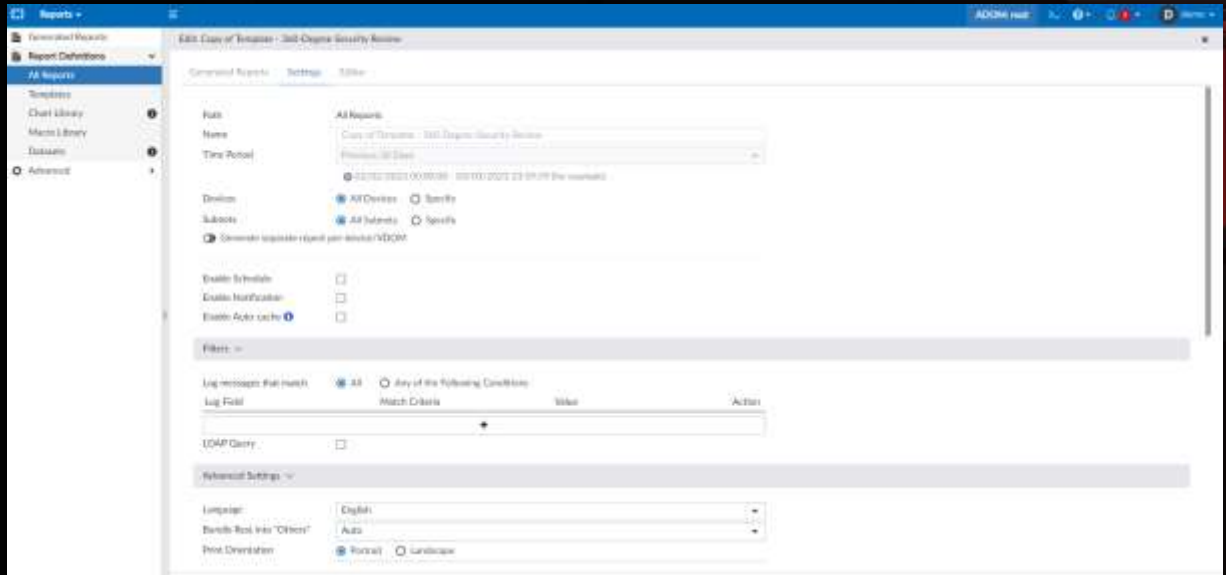 Reports
ADOM: root
D demo
Generated Reports
Report Definitions
All Reports
Templates
Chart Library
Macro Library
Datasets
Advanced
Edit: Copy of Template - 360-Degree Security Review
Generated Reports Settings Editor
Path All Reports
Name Copy of Template - 360-Degree Security Review
Time Period Previous 30 Days
Devices All Devices Specify
Subnets All Subnets Specify
Generate separate report per device/VDOM
Enable Schedule
Enable Notification
Enable Auto-cache
Filters
Log messages that match All Any of the Following Conditions
Log Field Match Criteria Value Action
LDAP Query
Advanced Settings
Language English
Bundle Rest into "Others" Auto
Print Orientation Portrait Landscape